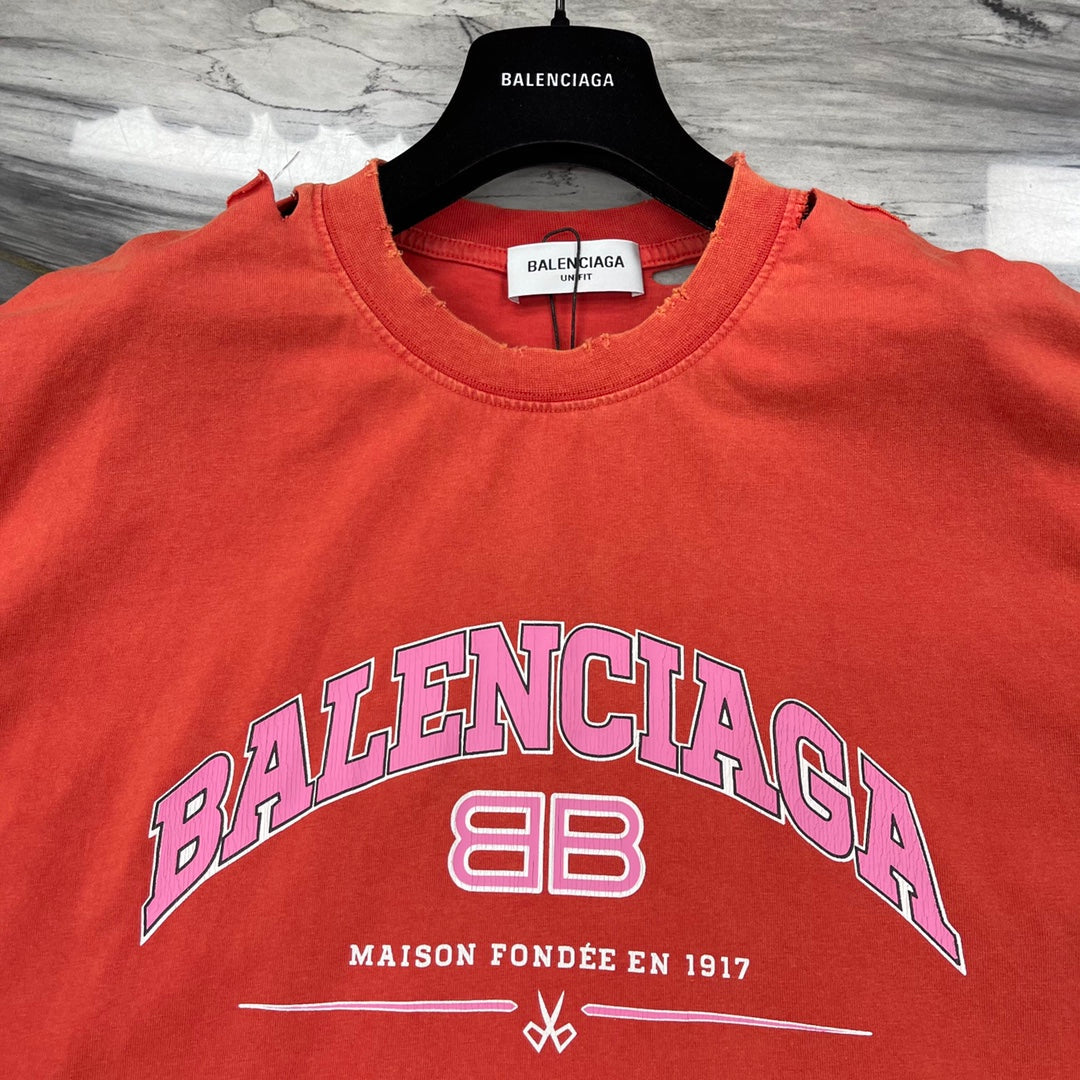 BALENCIAGA
BALENCIAGA
UNIFIT
BALENCIAGA
BB
MAISON FONDÉE EN 1917